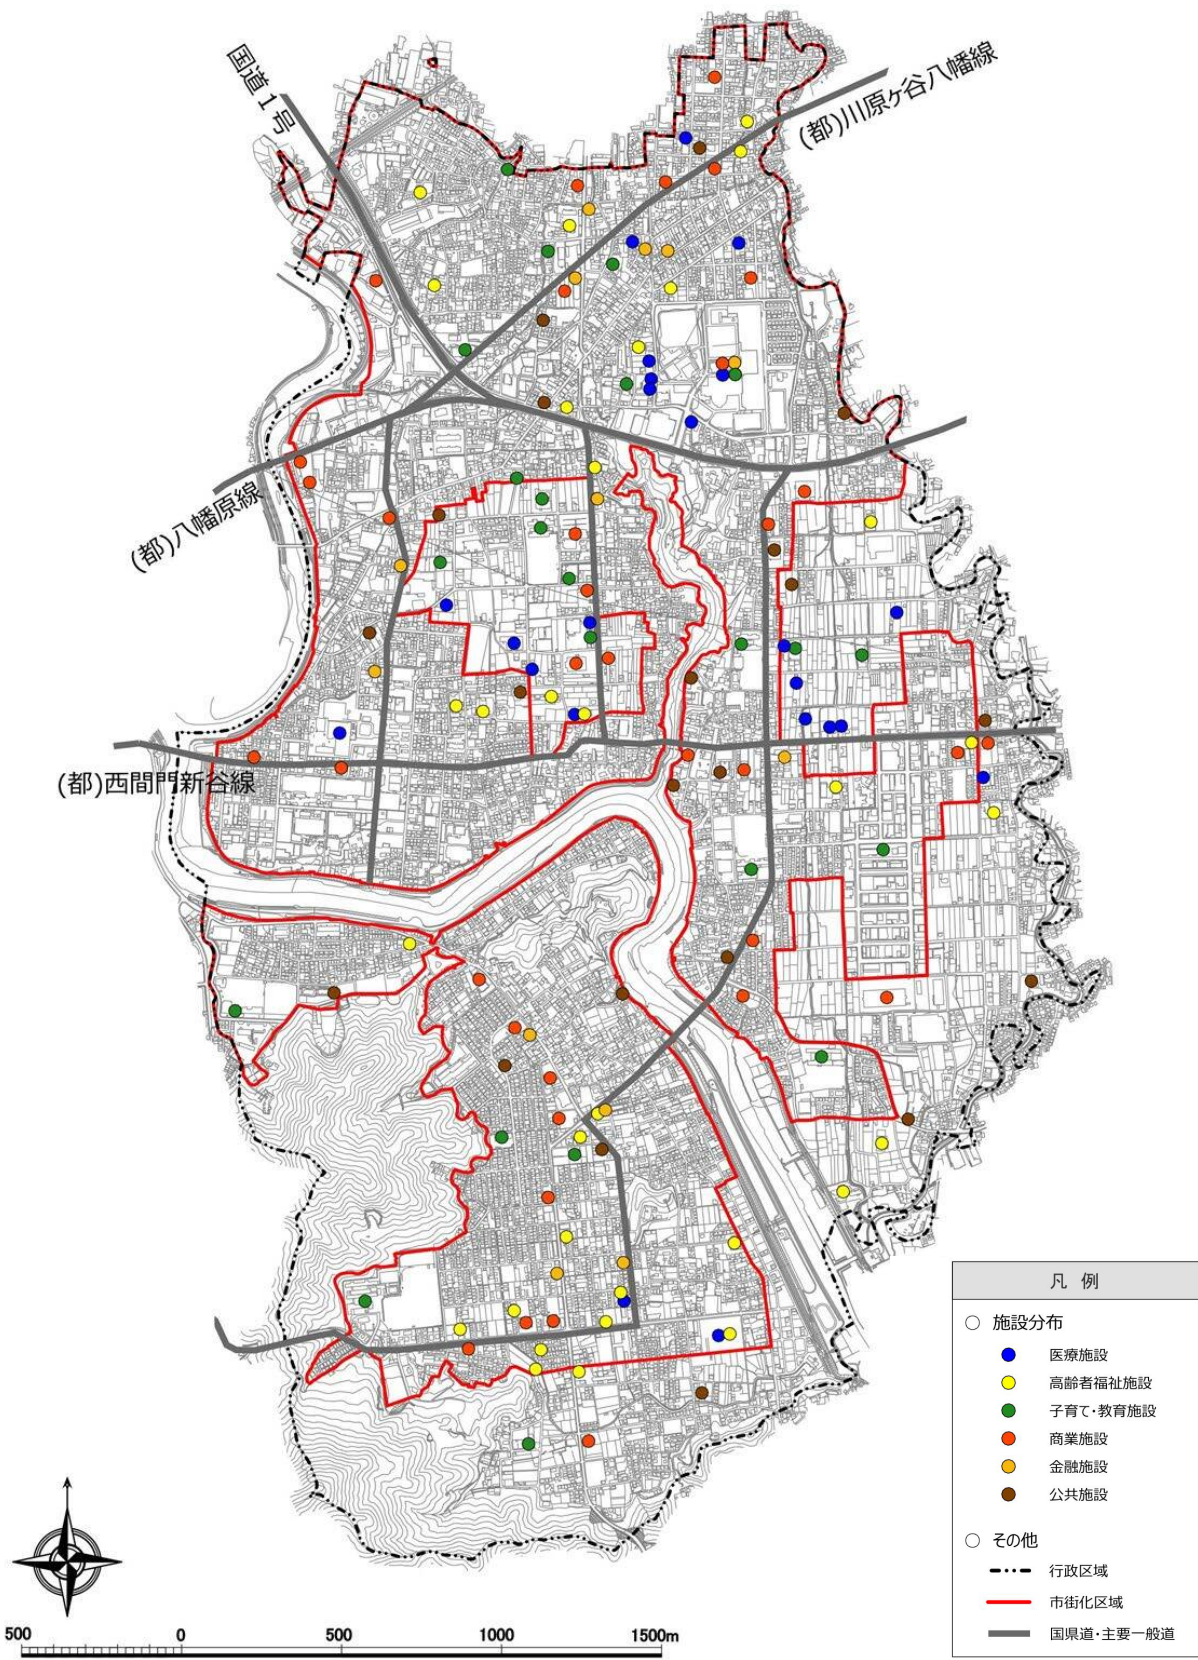 国道1号
(都)川原ヶ谷八幡線
(都)八幡原線
(都)西間門新谷線
凡 例
○ 施設分布
医療施設
高齢者福祉施設
子育て・教育施設
商業施設
金融施設
公共施設
○ その他
行政区域
市街化区域
国県道・主要一般道
500 0 500 1000 1500m